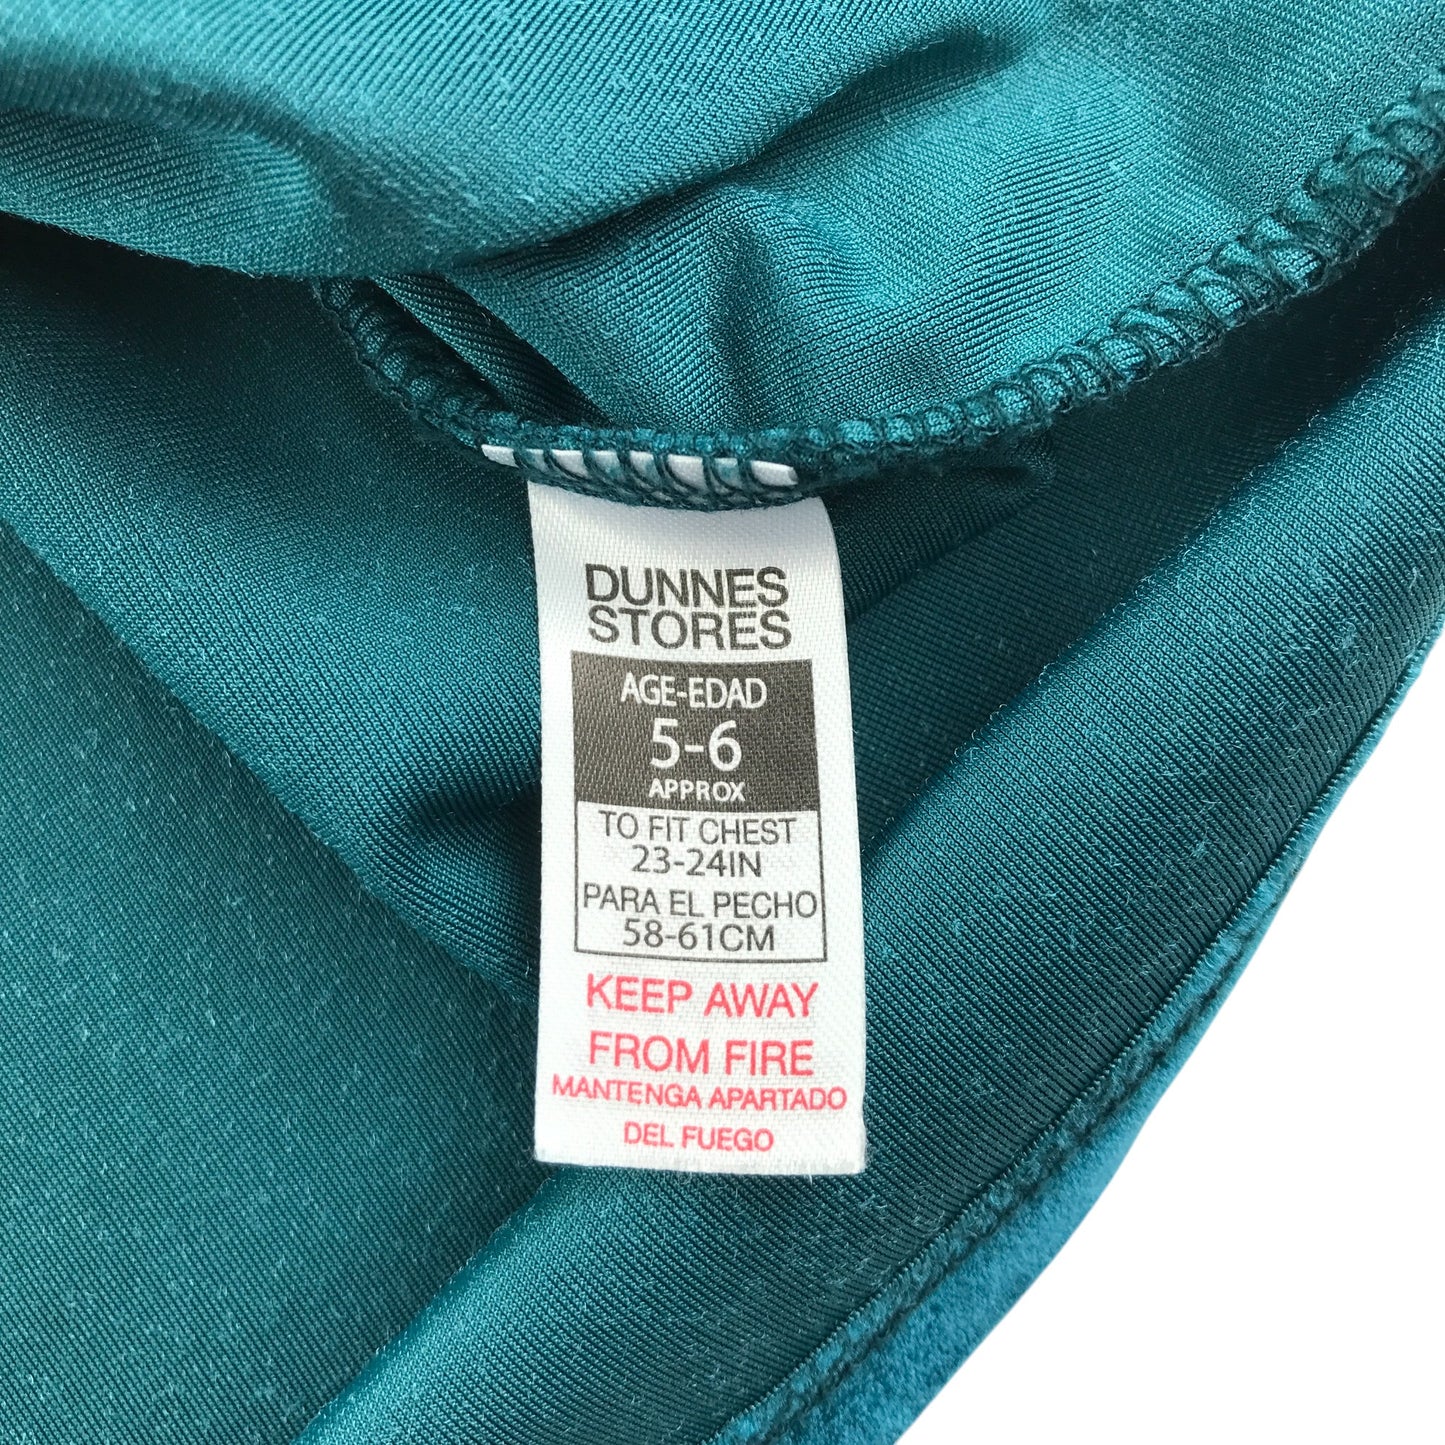 DUNNES
STORES
AGE-EDAD
5-6
APPROX
TO FIT CHEST
23-24IN
PARA EL PECHO
58-61CM
KEEP AWAY
FROM FIRE
MANTENGA APARTADO
DEL FUEGO